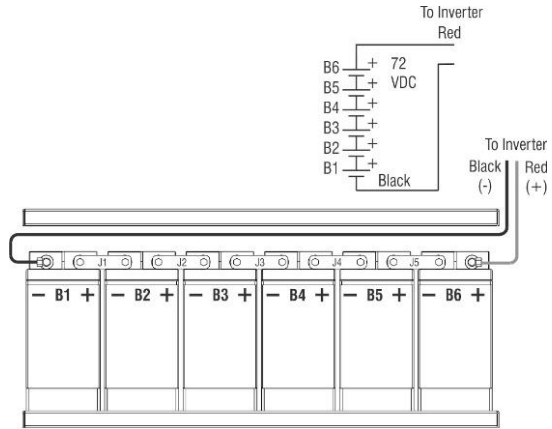 To Inverter
Red
B6 + 72
B5 + VDC
B4 +
B3 +
B2 +
B1 +
Black
To Inverter
Black Red
(-) (+)
J1 J2 J3 J4 J5
− B1 + − B2 + − B3 + − B4 + − B5 + − B6 +